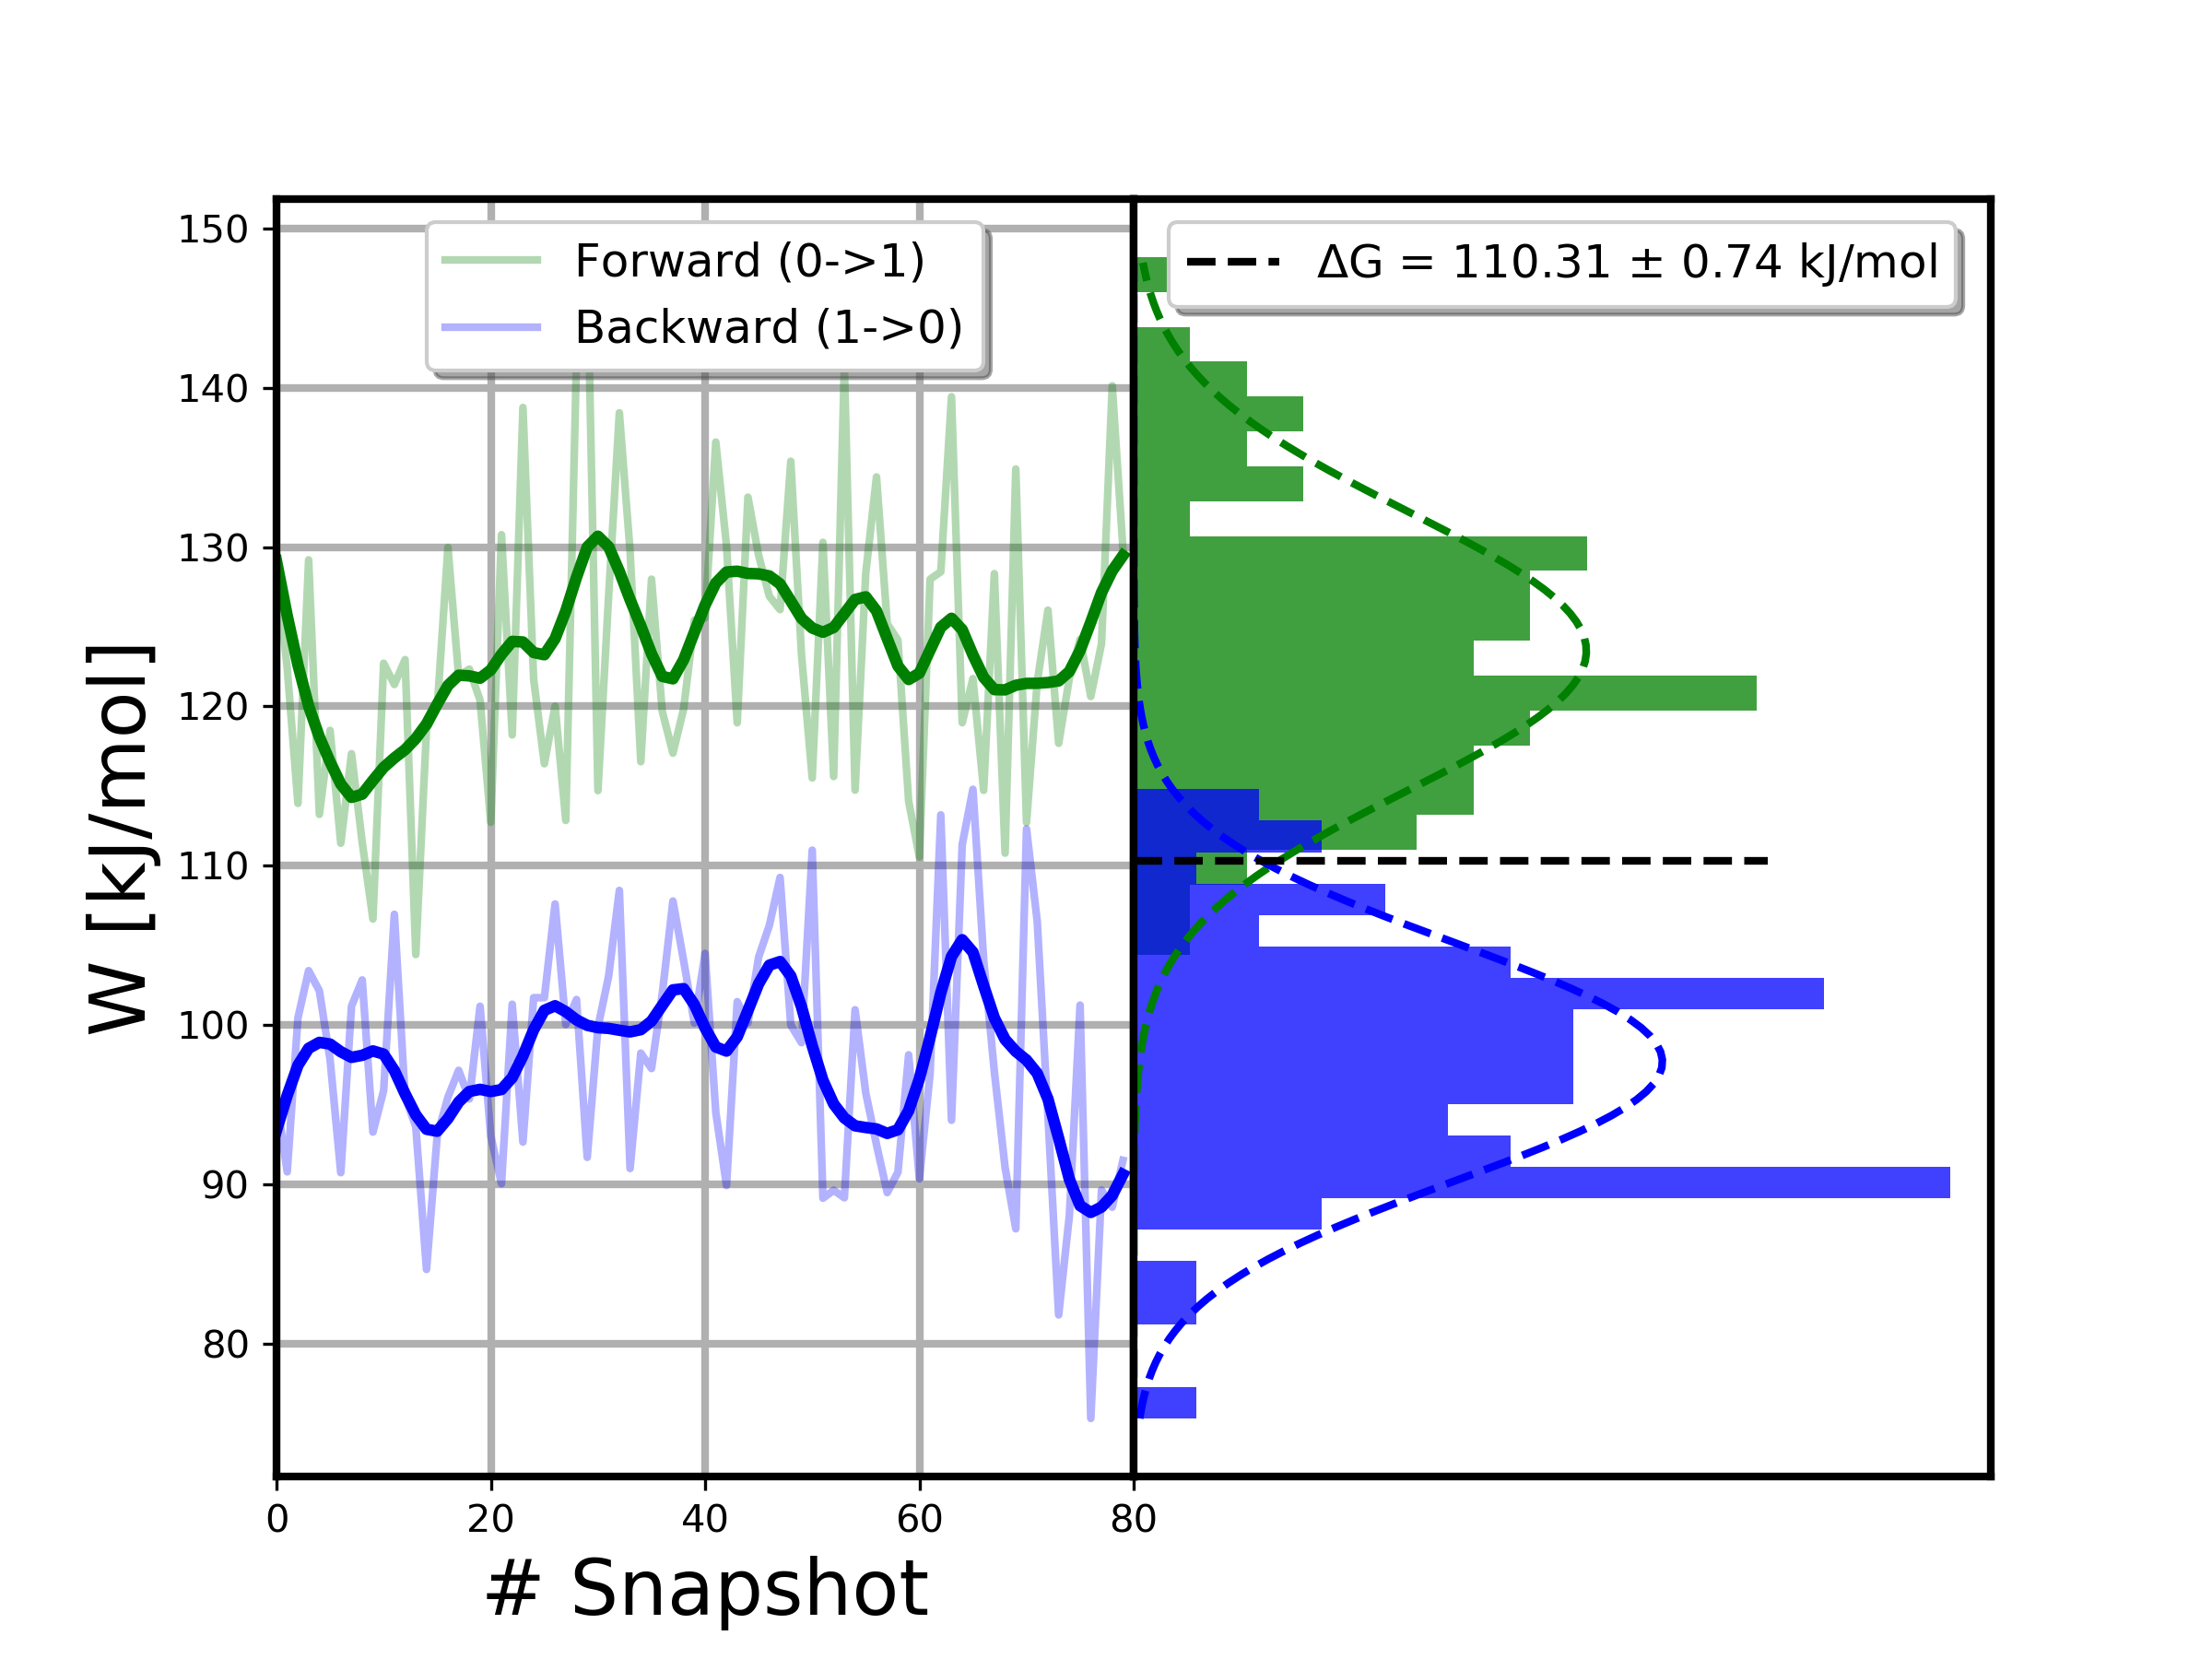 Forward (0->1)
Backward (1->0)
ΔG = 110.31 ± 0.74 kJ/mol
W [kJ/mol]
150
140
130
120
110
100
90
80
0 20 40 60 80
# Snapshot